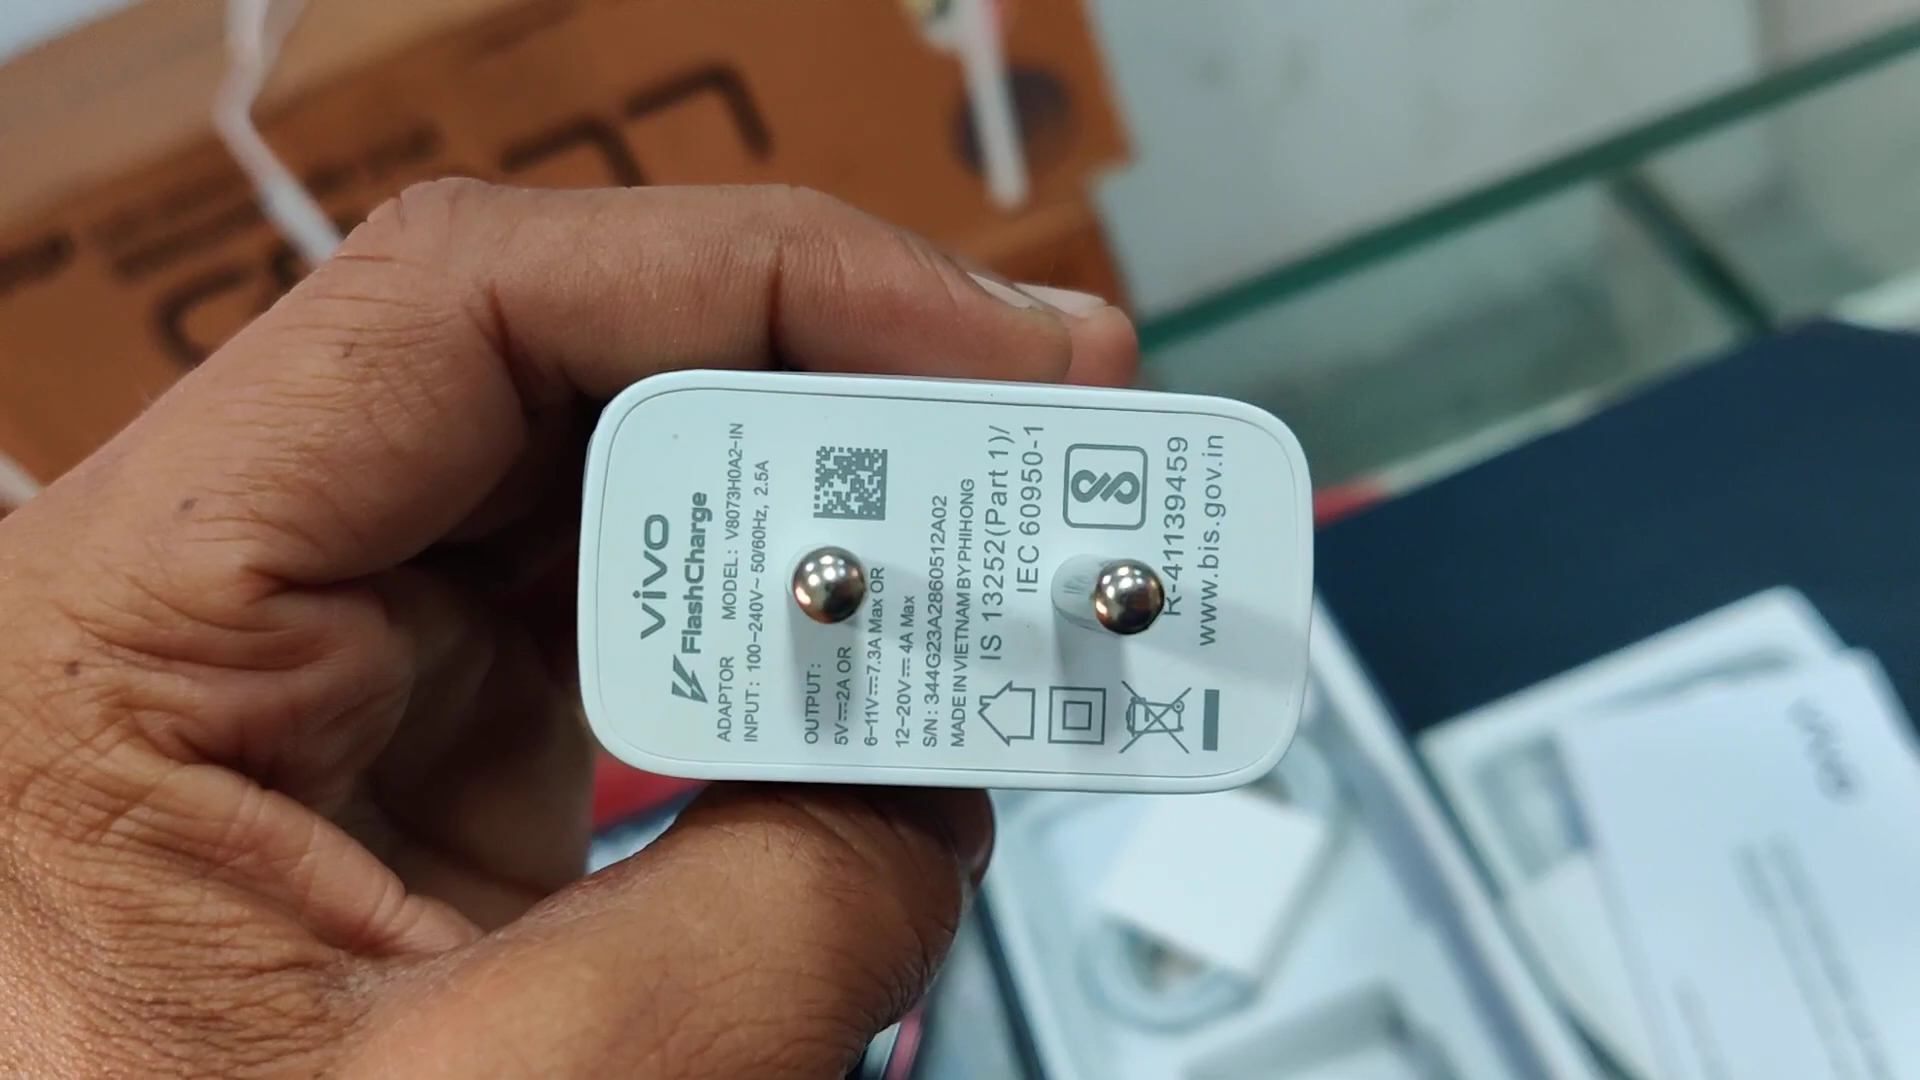 vivo
FlashCharge
ADAPTOR MODEL: V8073H0A2-IN
INPUT: 100-240V~50/60Hz, 2.5A
OUTPUT:
5V⎓2A OR
6-11V⎓7.3A Max OR
12-20V⎓4A Max
S/N: 344G23A2860512A02
MADE IN VIETNAM BY PHIHONG
IS 13252(Part 1)/
IEC 60950-1
R-41139459
www.bis.gov.in